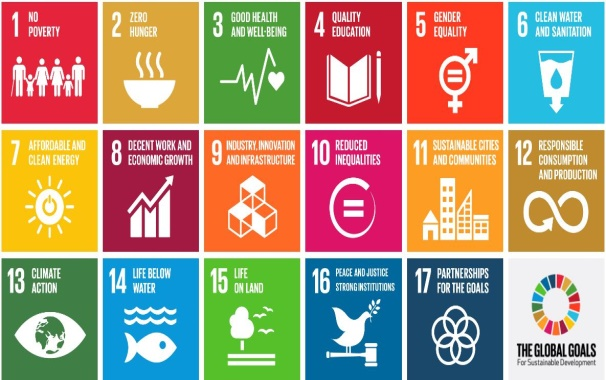 1 NO
POVERTY
2 ZERO
HUNGER
3 GOOD HEALTH
AND WELL-BEING
4 QUALITY
EDUCATION
5 GENDER
EQUALITY
6 CLEAN WATER
AND SANITATION
7 AFFORDABLE AND
CLEAN ENERGY
8 DECENT WORK AND
ECONOMIC GROWTH
9 INDUSTRY, INNOVATION
AND INFRASTRUCTURE
10 REDUCED
INEQUALITIES
11 SUSTAINABLE CITIES
AND COMMUNITIES
12 RESPONSIBLE
CONSUMPTION
AND PRODUCTION
13 CLIMATE
ACTION
14 LIFE BELOW
WATER
15 LIFE
ON LAND
16 PEACE AND JUSTICE
STRONG INSTITUTIONS
17 PARTNERSHIPS
FOR THE GOALS
THE GLOBAL GOALS
For Sustainable Development